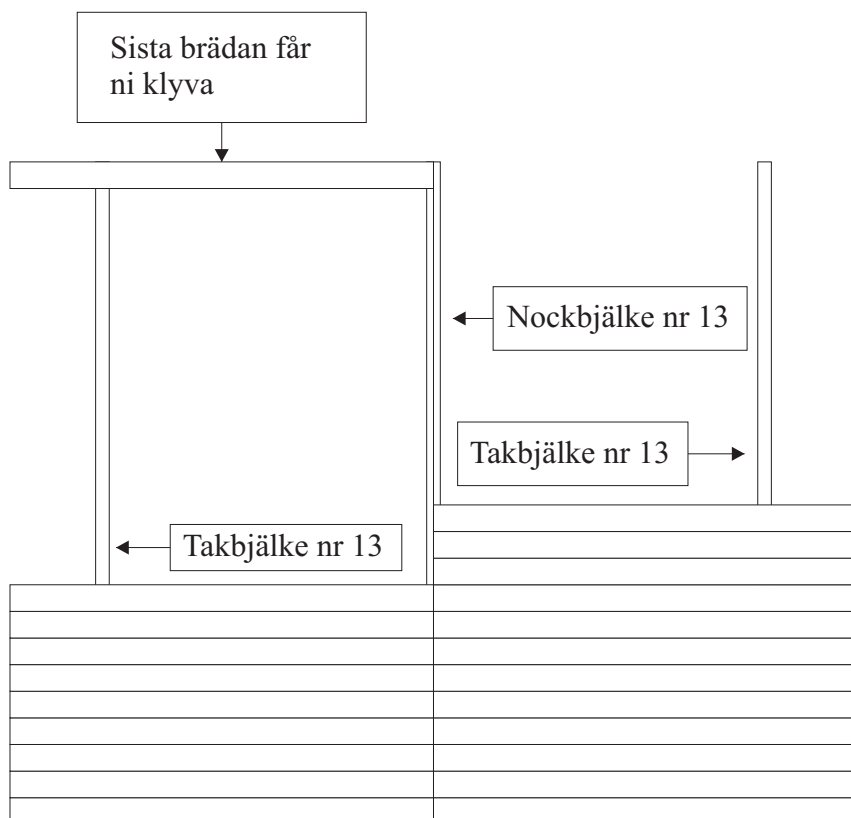 Sista brädan får
ni klyva
Nockbjälke nr 13
Takbjälke nr 13
Takbjälke nr 13